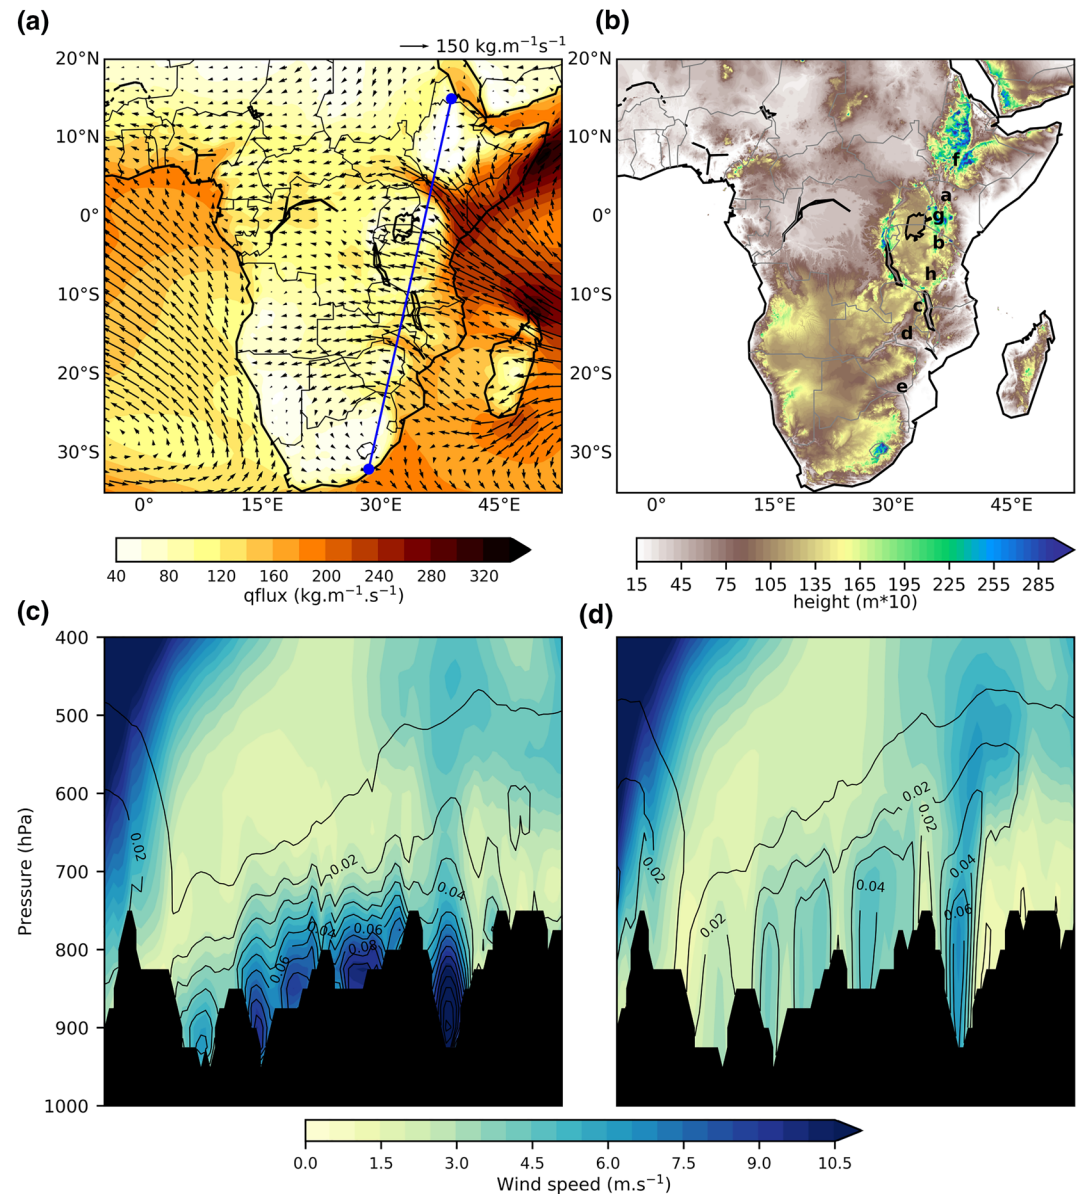 (a)
(b)
150 kg.m⁻¹s⁻¹
20°N
10°N
0°
10°S
20°S
30°S
0°
15°E
30°E
45°E
20°N
10°N
0°
10°S
20°S
30°S
f
a
g
b
h
c
d
e
0°
15°E
30°E
45°E
40
80
120
160
200
240
280
320
qflux (kg.m⁻¹.s⁻¹)
15
45
75
105
135
165
195
225
255
285
height (m*10)
(c)
(d)
Pressure (hPa)
400
500
600
700
800
900
1000
0.02
0.02
0.04
0.04
0.06
0.08
0.06
0.02
0.02
0.02
0.02
0.04
0.04
0.06
0.0
1.5
3.0
4.5
6.0
7.5
9.0
10.5
Wind speed (m.s⁻¹)